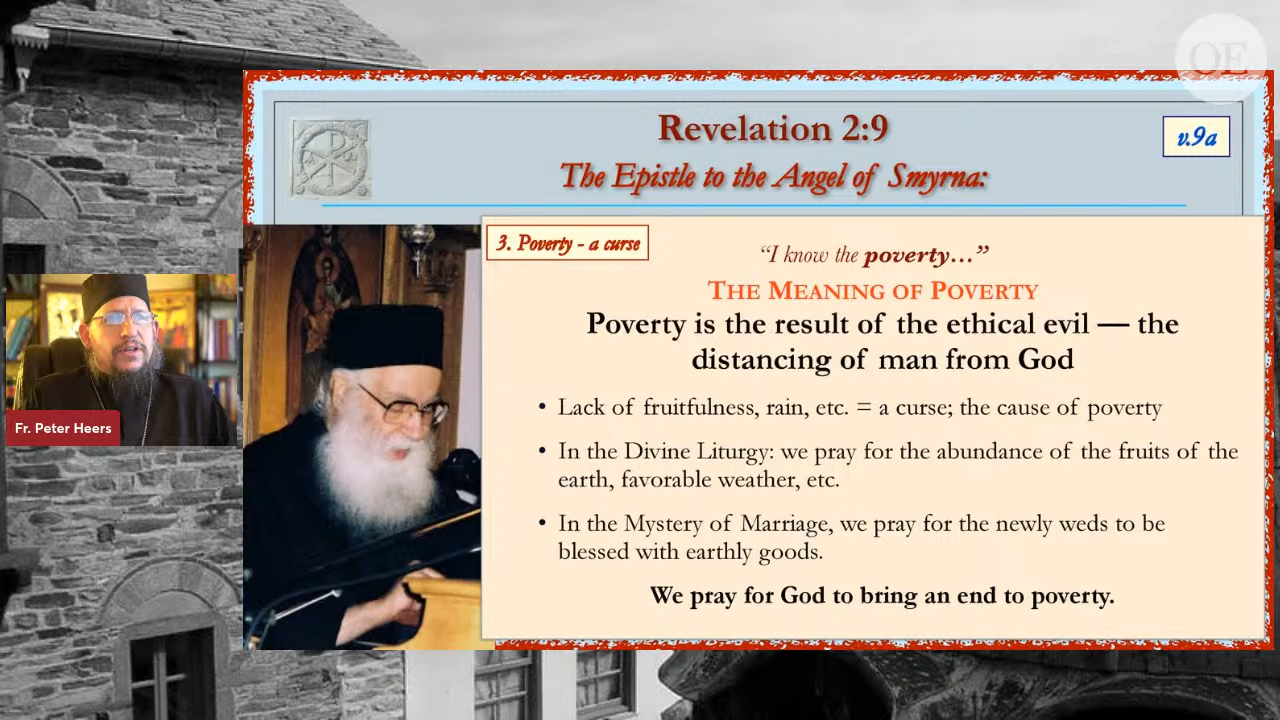 OE
Revelation 2:9
v.9a
The Epistle to the Angel of Smyrna:
3. Poverty - a curse
“I know the poverty…”
THE MEANING OF POVERTY
Poverty is the result of the ethical evil — the
distancing of man from God
• Lack of fruitfulness, rain, etc. = a curse; the cause of poverty
• In the Divine Liturgy: we pray for the abundance of the fruits of the
earth, favorable weather, etc.
• In the Mystery of Marriage, we pray for the newly weds to be
blessed with earthly goods.
We pray for God to bring an end to poverty.
Fr. Peter Heers